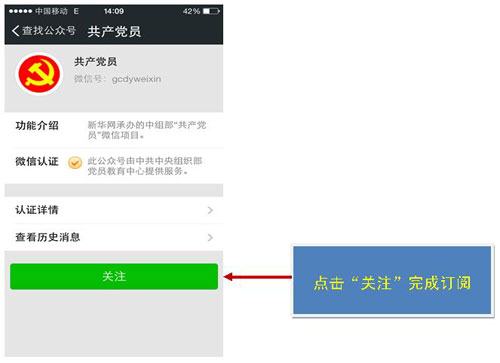 中国移动 E 14:09 42%
查找公众号 共产党员
共产党员
微信号：gcdyweixin
功能介绍 新华网承办的中组部“共产党
员”微信项目。
微信认证 此公众号由中共中央组织部
党员教育中心提供服务。
认证详情
查看历史消息
关注
点击“关注”完成订阅